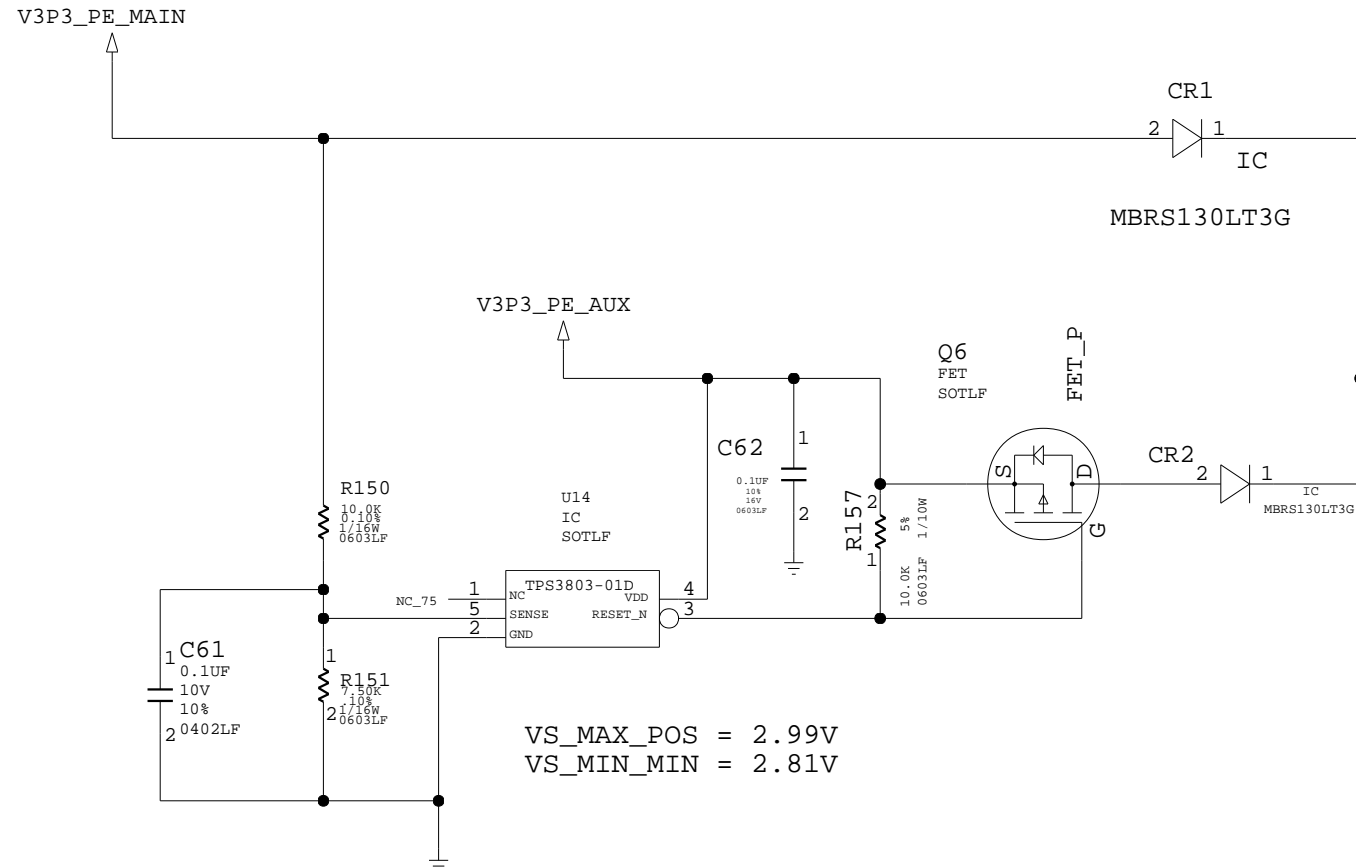 V3P3_PE_MAIN
CR1
2
1
IC
MBRS130LT3G
V3P3_PE_AUX
Q6
FET
SOTLF
FET_P
C62
1
0.1UF
10%
16V
0603LF
2
S
D
G
CR2
2
1
IC
MBRS130LT3G
R150
10.0K
0.10%
1/16W
0603LF
U14
IC
SOTLF
R157
2
1
5%
1/10W
10.0K
0603LF
TPS3803-01D
NC_75
1
NC
VDD
4
5
SENSE
RESET_N
3
2
GND
1
C61
0.1UF
10V
10%
0402LF
2
1
R151
7.50K
.10%
1/16W
0603LF
2
VS_MAX_POS = 2.99V
VS_MIN_MIN = 2.81V